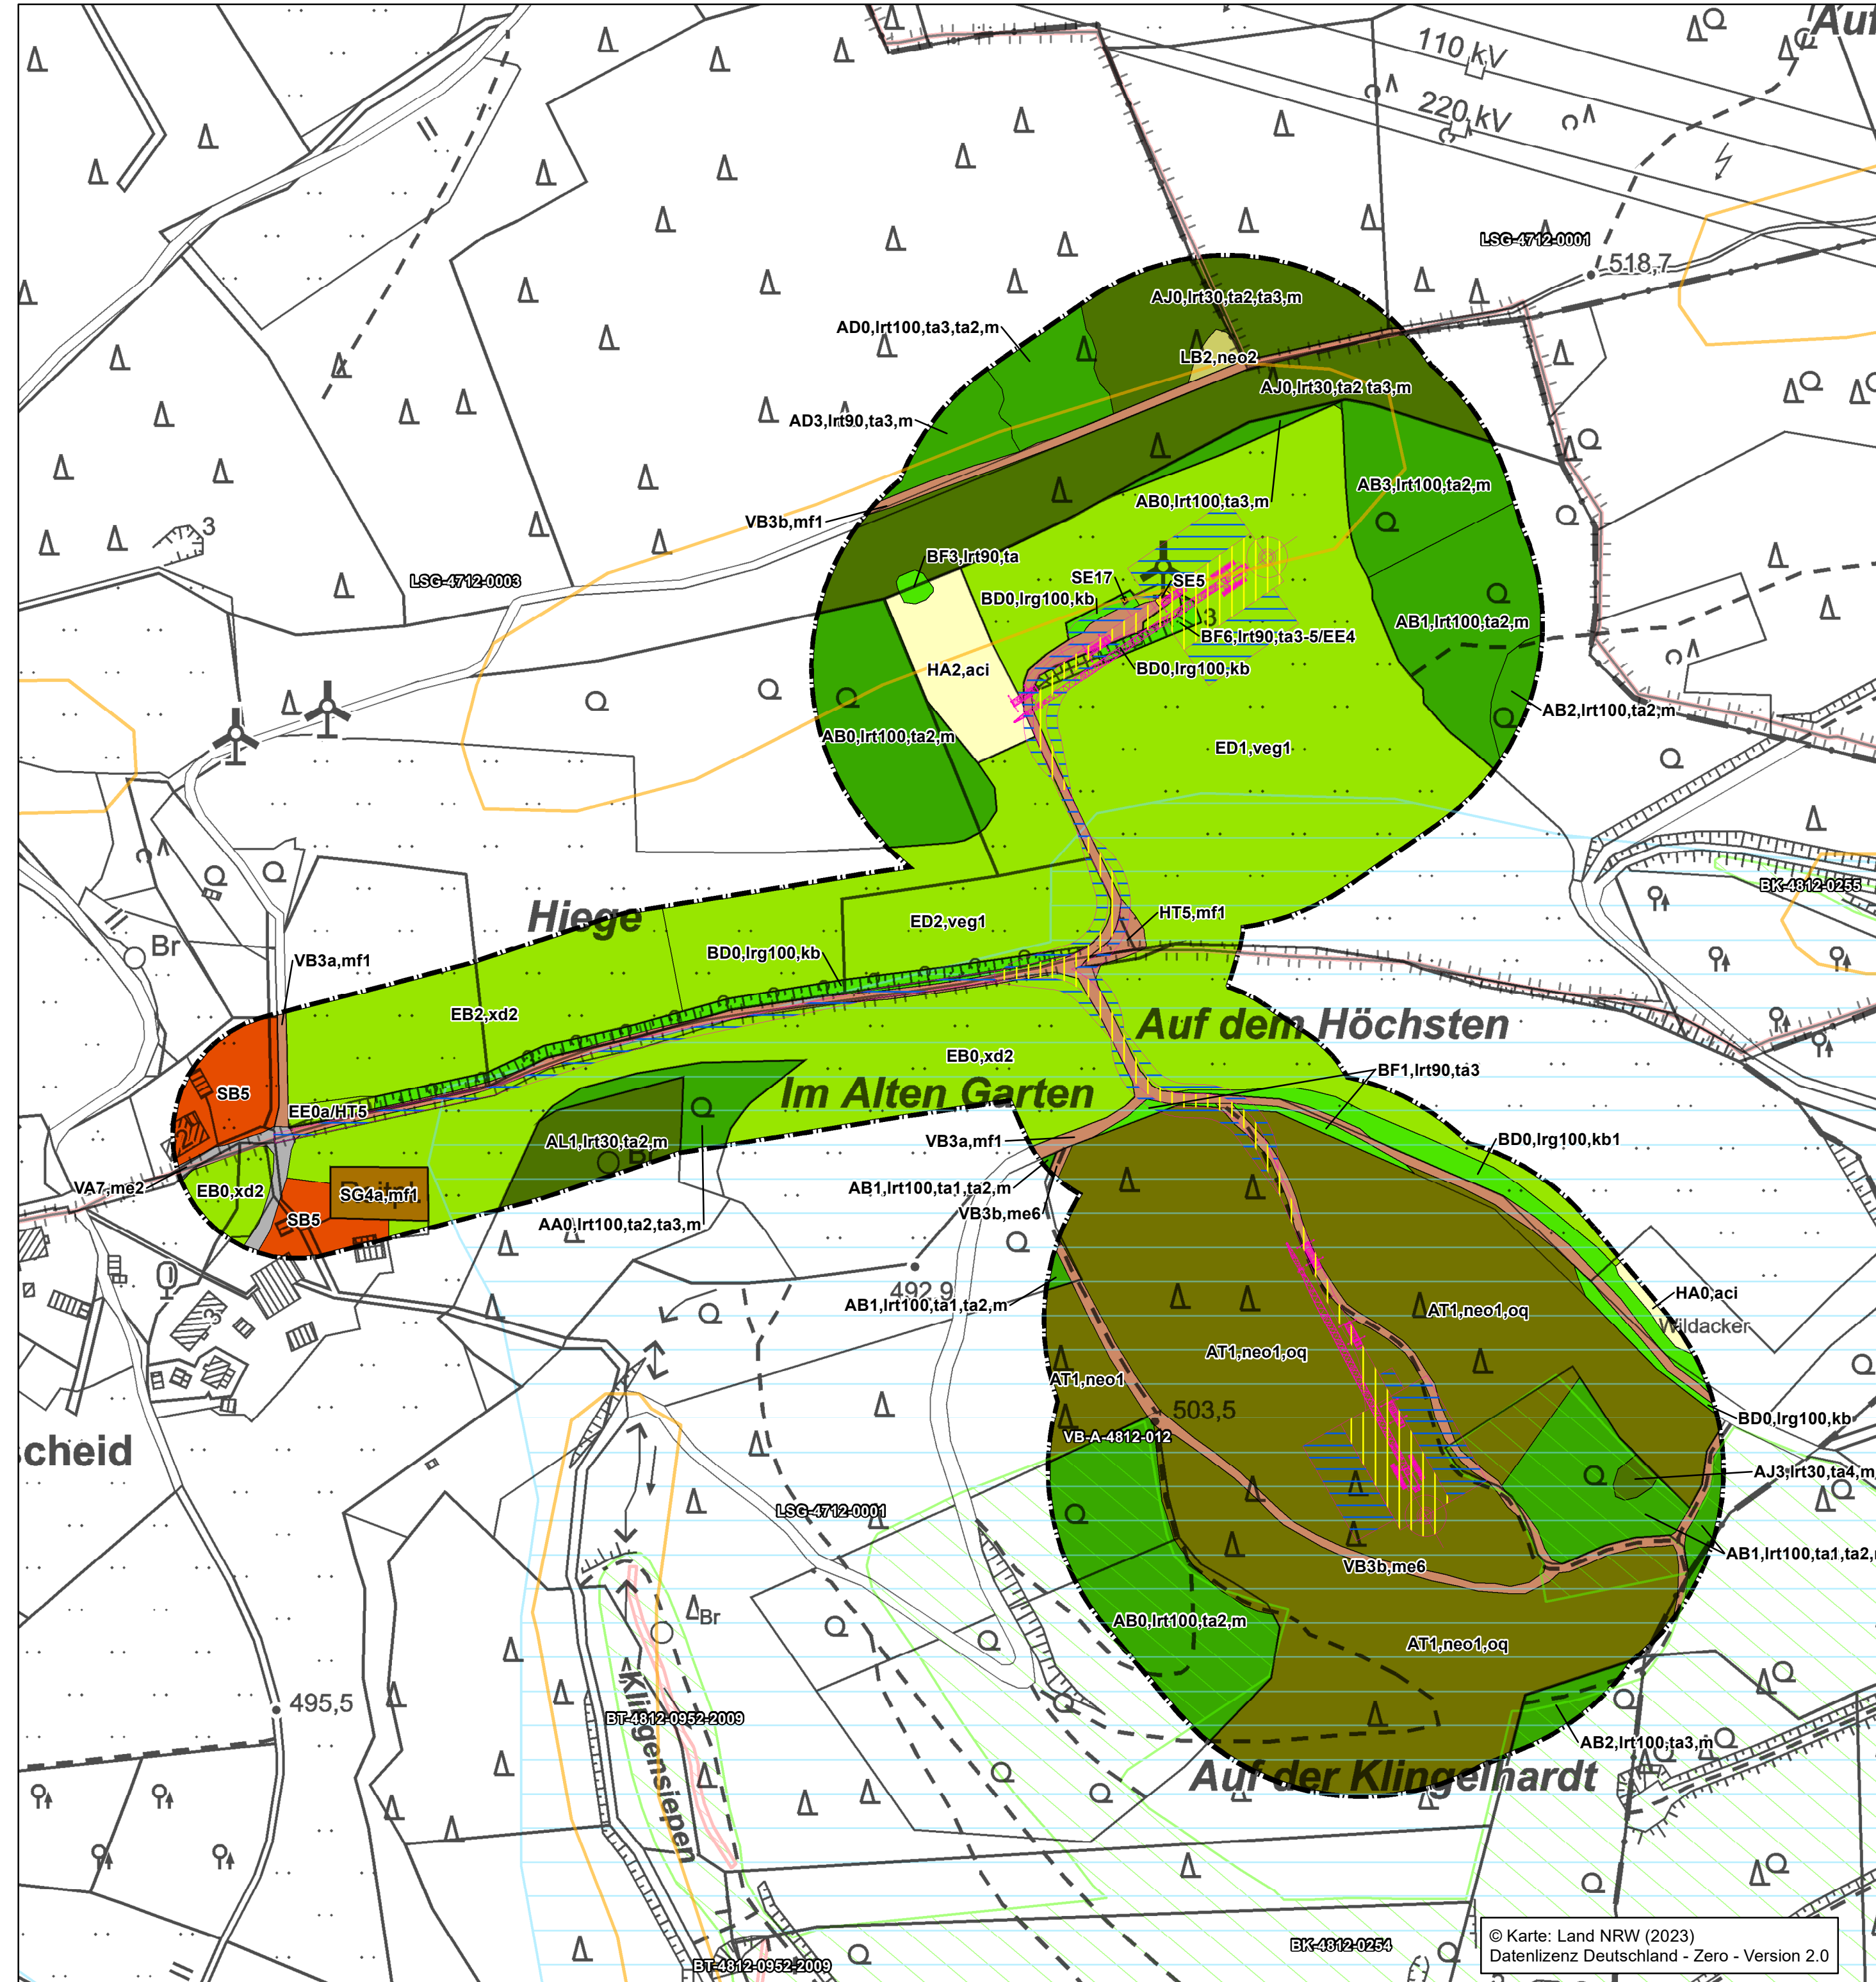 Auf
110 kV
220 kV
LSG-4712-0001
518,7
AJ0,lrt30,ta2,ta3,m
AD0,lrt100,ta3,ta2,m
LB2,neo2
AJ0,lrt30,ta2 ta3,m
AD3,lrt90,ta3,m
AB3,lrt100,ta2,m
AB0,lrt100,ta3,m
VB3b,mf1
3
BF3,lrt90,ta
LSG-4712-0003
SE17
SE5
BD0,lrg100,kb
3
AB1,lrt100,ta2,m
BF6,lrt90,ta3-5/EE4
HA2,aci
BD0,lrg100,kb
AB2,lrt100,ta2,m
AB0,lrt100,ta2,m
ED1,veg1
BK-4812-0255
Hiege
ED2,veg1
HT5,mf1
Br
VB3a,mf1
BD0,lrg100,kb
EB2,xd2
Auf dem Höchsten
EB0,xd2
BF1,lrt90,ta3
SB5
Im Alten Garten
EE0a/HT5
27
AL1,lrt30,ta2,m
Br
VB3a,mf1
BD0,lrg100,kb1
VA7,me2
EB0,xd2
SG4a,mf1
AB1,lrt100,ta1,ta2,m
SB5
AA0,lrt100,ta2,ta3,m
VB3b,me6
492,9
AB1,lrt100,ta1,ta2,m
HA0,aci
AT1,neo1,oq
Wildacker
3
AT1,neo1,oq
AT1,neo1
503,5
BD0,lrg100,kb
VB-A-4812-012
scheid
AJ3,lrt30,ta4,m
LSG-4712-0001
AB1,lrt100,ta1,ta2,
VB3b,me6
Br
AB0,lrt100,ta2,m
AT1,neo1,oq
495,5
Klingensiepen
BT-4812-0952-2009
AB2,lrt100,ta3,m
Auf der Klingelhardt
BK-4812-0254
BT-4812-0952-2009
© Karte: Land NRW (2023)
Datenlizenz Deutschland - Zero - Version 2.0